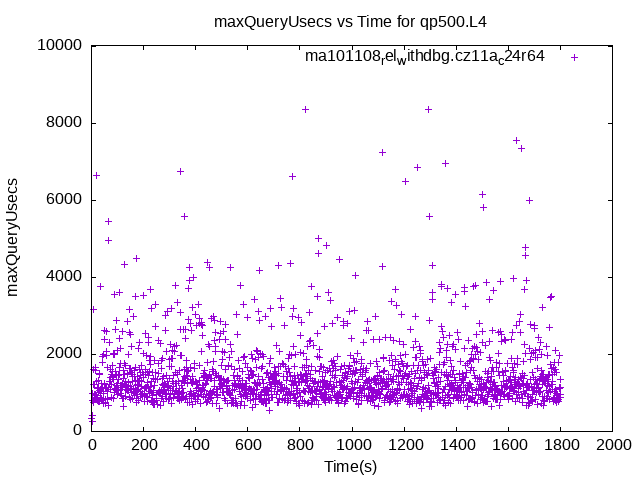 maxQueryUsecs vs Time for qp500.L4
ma101108relwithdbg.cz11ac24r64
10000
8000
6000
4000
2000
0
maxQueryUsecs
0 200 400 600 800 1000 1200 1400 1600 1800 2000
Time(s)